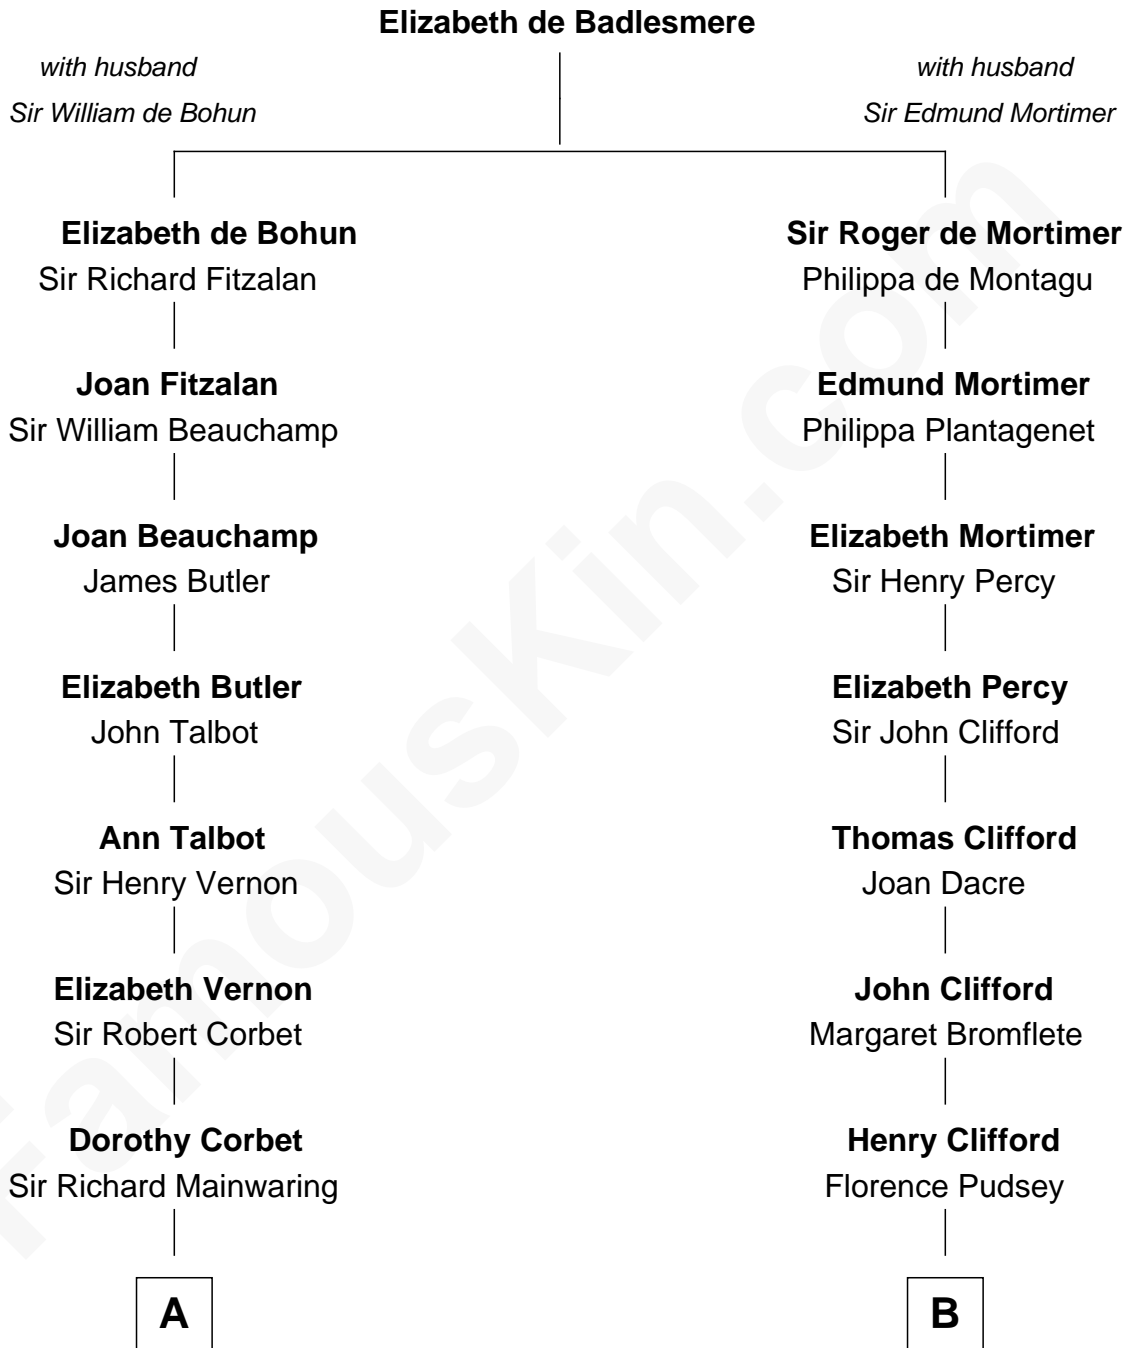 Elizabeth de Badlesmere
with husband
Sir William de Bohun
with husband
Sir Edmund Mortimer
Elizabeth de Bohun
Sir Richard Fitzalan
Sir Roger de Mortimer
Philippa de Montagu
Joan Fitzalan
Sir William Beauchamp
Edmund Mortimer
Philippa Plantagenet
Joan Beauchamp
James Butler
Elizabeth Mortimer
Sir Henry Percy
Elizabeth Butler
John Talbot
Elizabeth Percy
Sir John Clifford
Ann Talbot
Sir Henry Vernon
Thomas Clifford
Joan Dacre
Elizabeth Vernon
Sir Robert Corbet
John Clifford
Margaret Bromflete
Dorothy Corbet
Sir Richard Mainwaring
Henry Clifford
Florence Pudsey
A
B
FamousKin.com